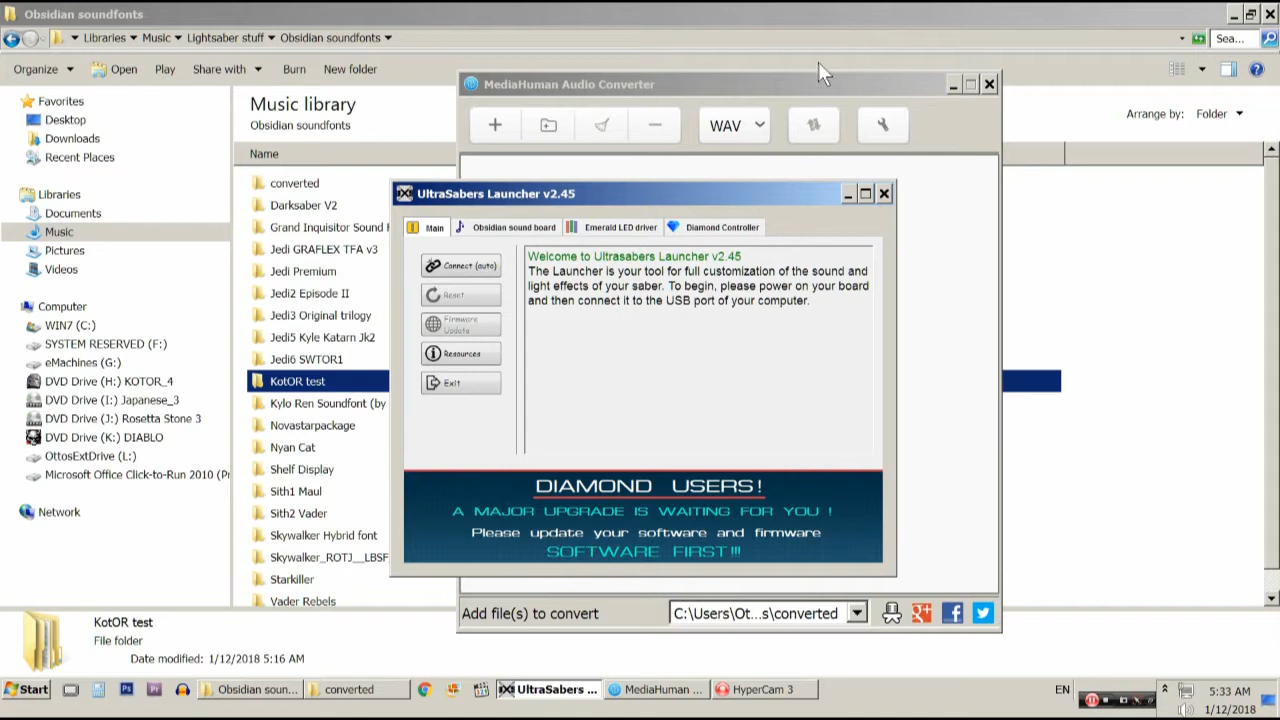 Obsidian soundfonts
Libraries
Music
Lightsaber stuff
Obsidian soundfonts
Sea...
Organize
Open
Play
Share with
Burn
New folder
Favorites
Desktop
Downloads
Recent Places
Libraries
Documents
Music
Pictures
Videos
Computer
WIN7 (C:)
SYSTEM RESERVED (F:)
eMachines (G:)
DVD Drive (H:) KOTOR_4
DVD Drive (I:) Japanese_3
DVD Drive (J:) Rosetta Stone 3
DVD Drive (K:) DIABLO
OttosExtDrive (L:)
Microsoft Office Click-to-Run 2010 (Pr
Network
Music library
Obsidian soundfonts
Arrange by: Folder
Name
converted
Darksaber V2
Grand Inquisitor Sound F
Jedi GRAFLEX TFA v3
Jedi Premium
Jedi2 Episode II
Jedi3 Original trilogy
Jedi5 Kyle Katarn Jk2
Jedi6 SWTOR1
KotOR test
Kylo Ren Soundfont (by
Novastarpackage
Nyan Cat
Shelf Display
Sith1 Maul
Sith2 Vader
Skywalker Hybrid font
Skywalker_ROTJ__LBSF
Starkiller
Vader Rebels
MediaHuman Audio Converter
WAV
UltraSabers Launcher v2.45
Main
Obsidian sound board
Emerald LED driver
Diamond Controller
Connect (auto)
Reset
Firmware
Update
Resources
Exit
Welcome to Ultrasabers Launcher v2.45
The Launcher is your tool for full customization of the sound and
light effects of your saber. To begin, please power on your board
and then connect it to the USB port of your computer.
DIAMOND USERS!
A MAJOR UPGRADE IS WAITING FOR YOU !
Please update your software and firmware
SOFTWARE FIRST!!!
Add file(s) to convert
C:\Users\Ot...s\converted
KotOR test
File folder
Date modified: 1/12/2018 5:16 AM
Start
Obsidian soun...
converted
UltraSabers ...
MediaHuman ...
HyperCam 3
EN
5:33 AM
1/12/2018